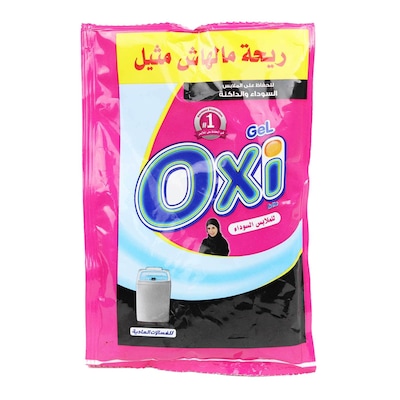 ريحة مالهاش مثيل
للحفاظ على الملابس
السوداء والداكنة
#1
GeL
Oxi
للملابس السوداء
للغسالات العادية